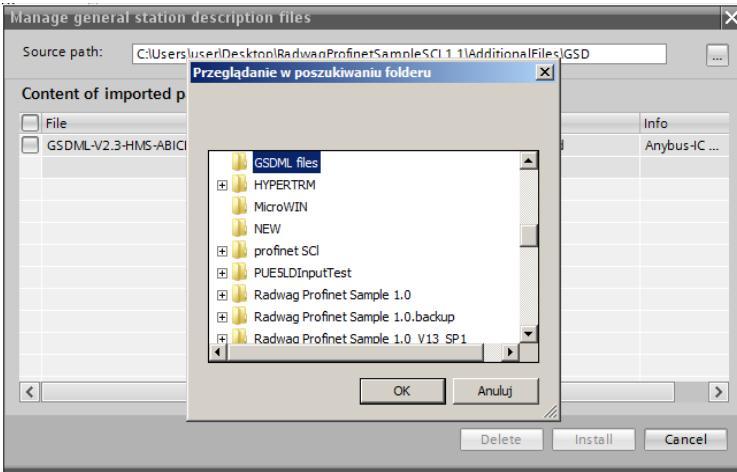 Manage general station description files
Source path: C:\Users\user\Desktop\RadwagProfinetSampleSCL1.1\AdditionalFiles\GSD ...
Przeglądanie w poszukiwaniu folderu
Content of imported p
File Info
GSDML-V2.3-HMS-ABICI Anybus-IC ...
GSDML files
HYPERTRM
MicroWIN
NEW
profinet SCl
PUE5LDInputTest
Radwag Profinet Sample 1.0
Radwag Profinet Sample 1.0.backup
Radwag Profinet Sample 1.0_V13_SP1
OK Anuluj
Delete Install Cancel